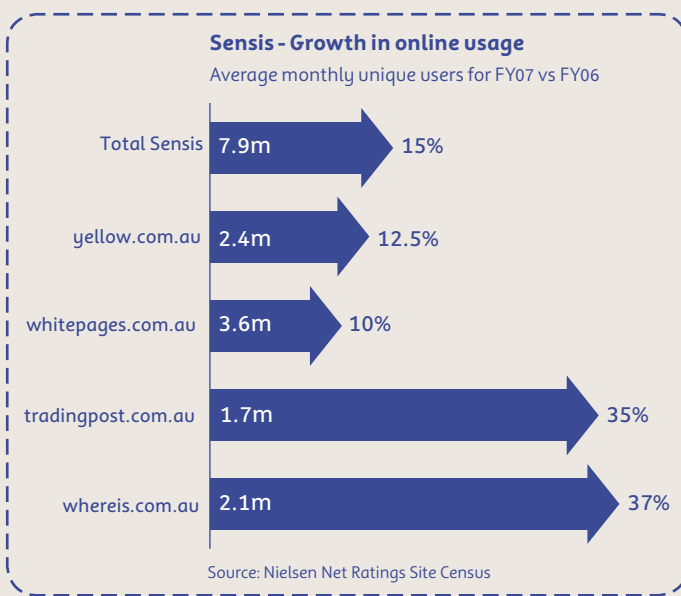 Sensis - Growth in online usage
Average monthly unique users for FY07 vs FY06
Total Sensis 7.9m 15%
yellow.com.au 2.4m 12.5%
whitepages.com.au 3.6m 10%
tradingpost.com.au 1.7m 35%
whereis.com.au 2.1m 37%
Source: Nielsen Net Ratings Site Census